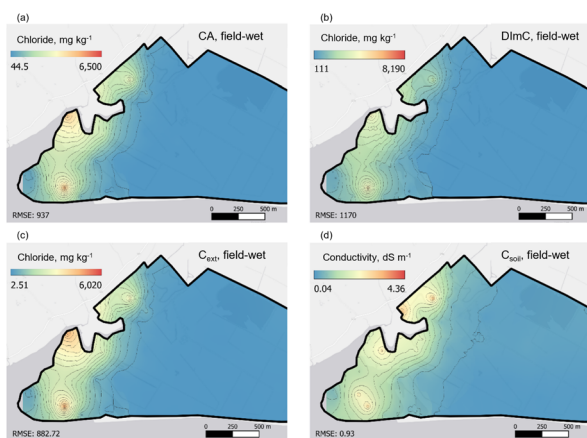 (a)
CA, field-wet
Chloride, mg kg⁻¹
44.5 6,500
0 250 500 m
RMSE: 937
(b)
DImC, field-wet
Chloride, mg kg⁻¹
111 8,190
0 250 500 m
RMSE: 1170
(c)
Cext, field-wet
Chloride, mg kg⁻¹
2.51 6,020
0 250 500 m
RMSE: 882.72
(d)
Csoil, field-wet
Conductivity, dS m⁻¹
0.04 4.36
0 250 500 m
RMSE: 0.93